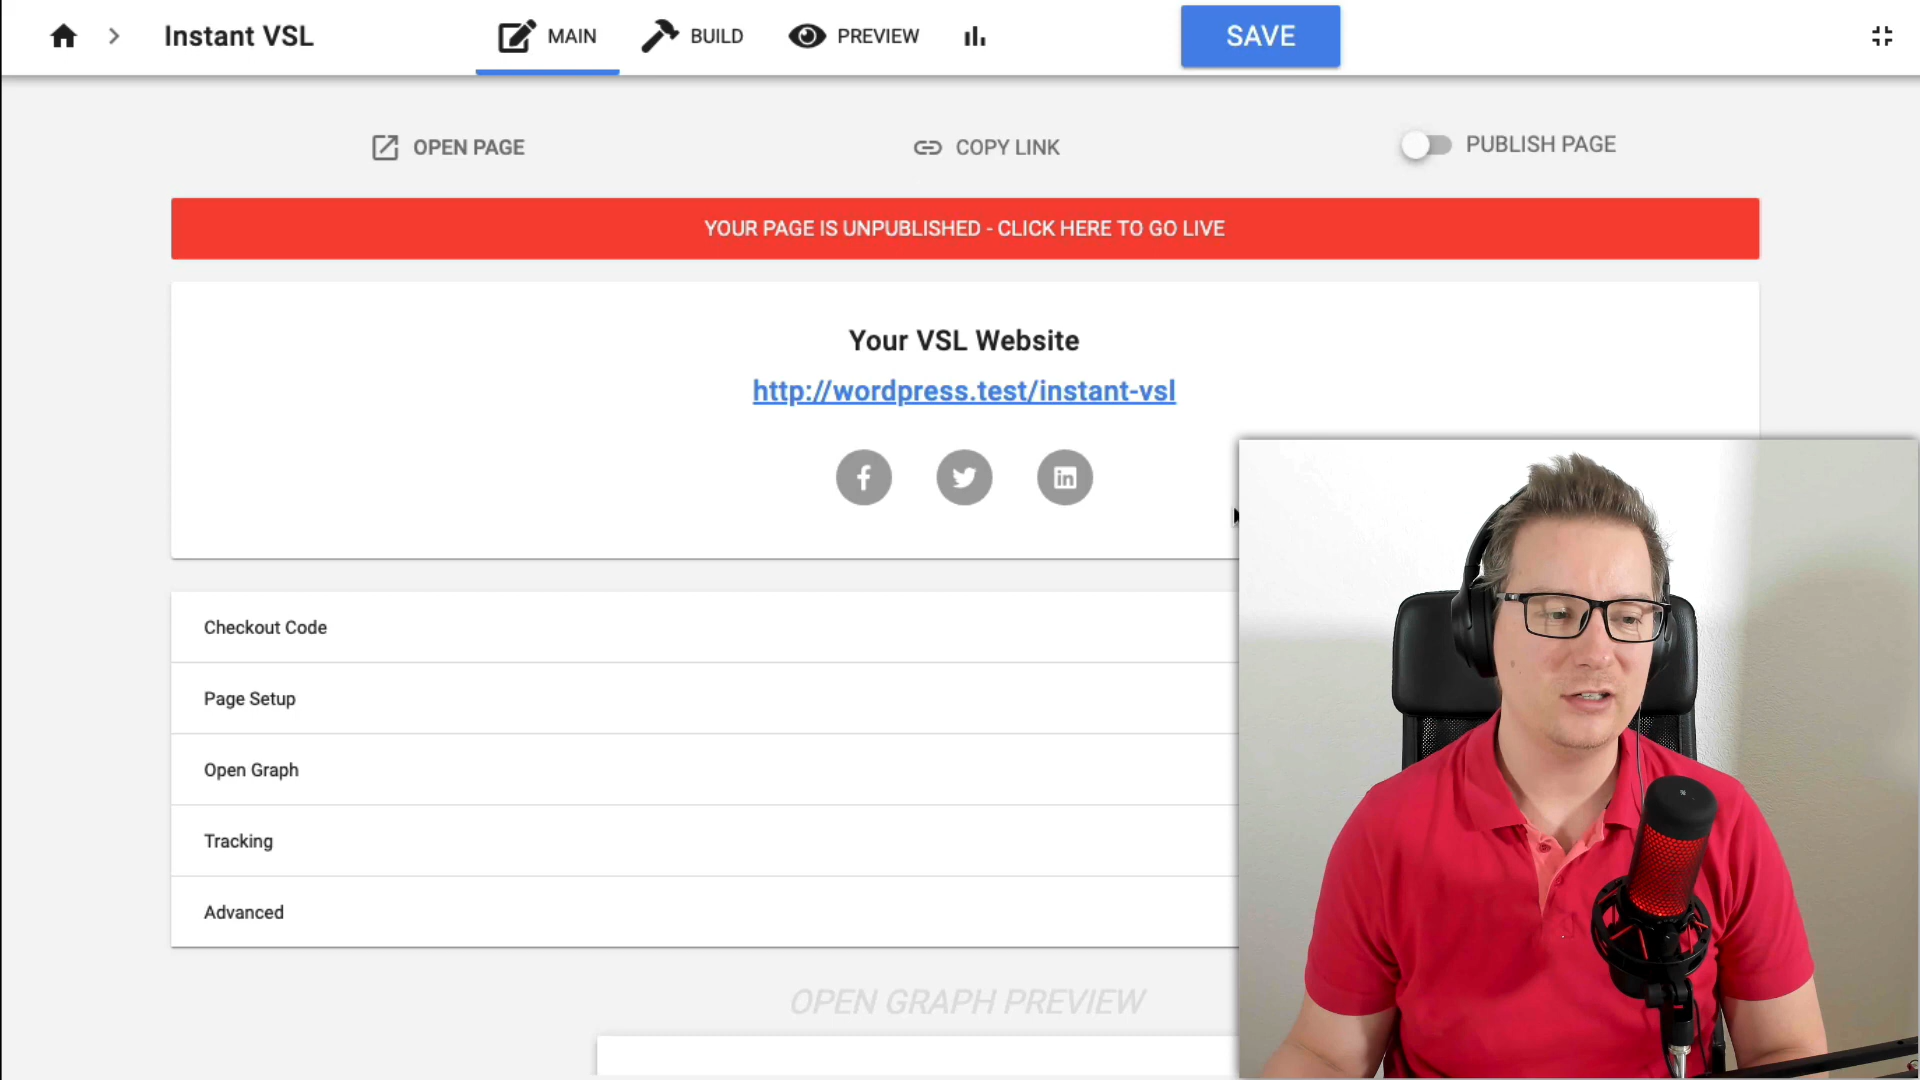 Instant VSL
MAIN
BUILD
PREVIEW
SAVE
OPEN PAGE
COPY LINK
PUBLISH PAGE
YOUR PAGE IS UNPUBLISHED - CLICK HERE TO GO LIVE
Your VSL Website
http://wordpress.test/instant-vsl
Checkout Code
Page Setup
Open Graph
Tracking
Advanced
OPEN GRAPH PREVIEW